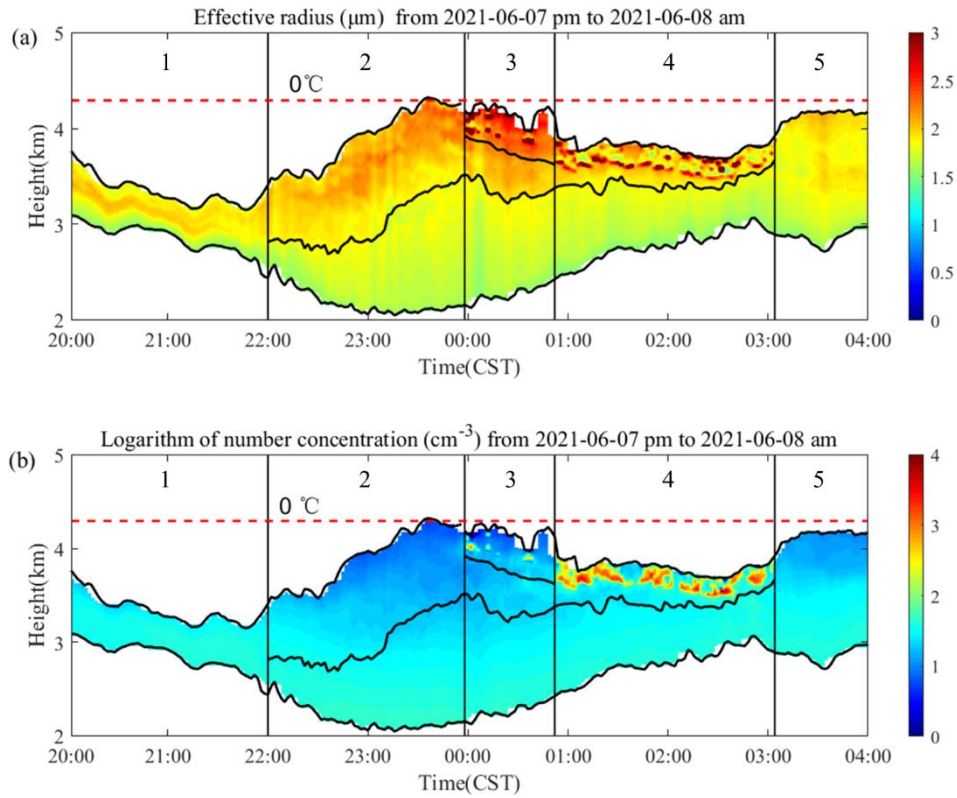 Effective radius (μm) from 2021-06-07 pm to 2021-06-08 am
(a)
1 2 3 4 5
0℃
Height(km)
5
4
3
2
20:00 21:00 22:00 23:00 00:00 01:00 02:00 03:00 04:00
Time(CST)
3
2.5
2
1.5
1
0.5
0
Logarithm of number concentration (cm⁻³) from 2021-06-07 pm to 2021-06-08 am
(b)
1 2 3 4 5
0 ℃
Height(km)
5
4
3
2
20:00 21:00 22:00 23:00 00:00 01:00 02:00 03:00 04:00
Time(CST)
4
3
2
1
0